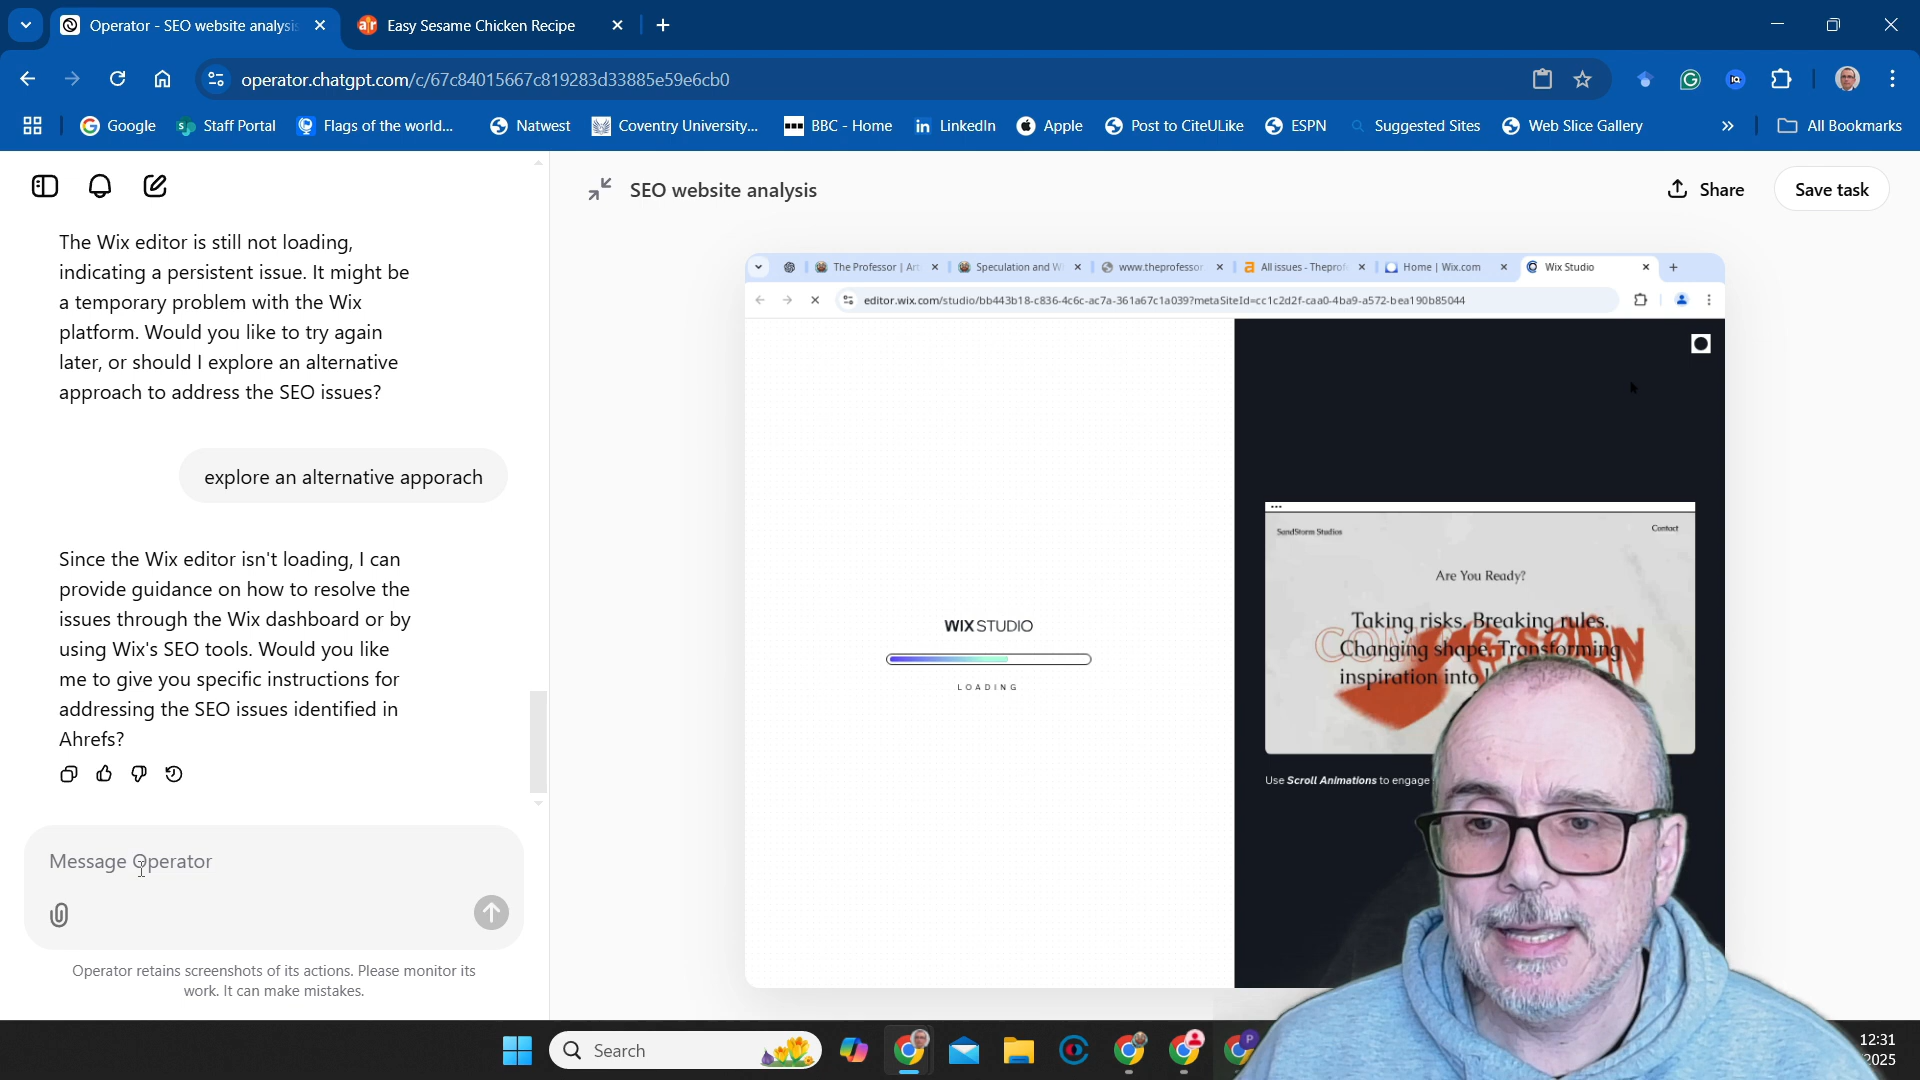 Operator - SEO website analysis
Easy Sesame Chicken Recipe
operator.chatgpt.com/c/67c84015667c819283d33885e59e6cb0
Google
Staff Portal
Flags of the world...
Natwest
Coventry University...
BBC - Home
LinkedIn
Apple
Post to CiteULike
ESPN
Suggested Sites
Web Slice Gallery
All Bookmarks
The Wix editor is still not loading,
indicating a persistent issue. It might be
a temporary problem with the Wix
platform. Would you like to try again
later, or should I explore an alternative
approach to address the SEO issues?
explore an alternative apporach
Since the Wix editor isn't loading, I can
provide guidance on how to resolve the
issues through the Wix dashboard or by
using Wix's SEO tools. Would you like
me to give you specific instructions for
addressing the SEO issues identified in
Ahrefs?
Message Operator
Operator retains screenshots of its actions. Please monitor its
work. It can make mistakes.
SEO website analysis
Share
Save task
The Professor | Art
Speculation and W
www.theprofessor
All issues - Theprofe
Home | Wix.com
Wix Studio
editor.wix.com/studio/bb443b18-c836-4c6c-ac7a-361a67c1a039?metaSiteId=cc1c2d2f-caa0-4ba9-a572-bea190b85044
WIX STUDIO
LOADING
SandStorm Studios
Contact
Are You Ready?
Taking risks. Breaking rules.
Changing shape. Transforming
inspiration into
COMING SOON
Use Scroll Animations to engage
Search
12:31
2025